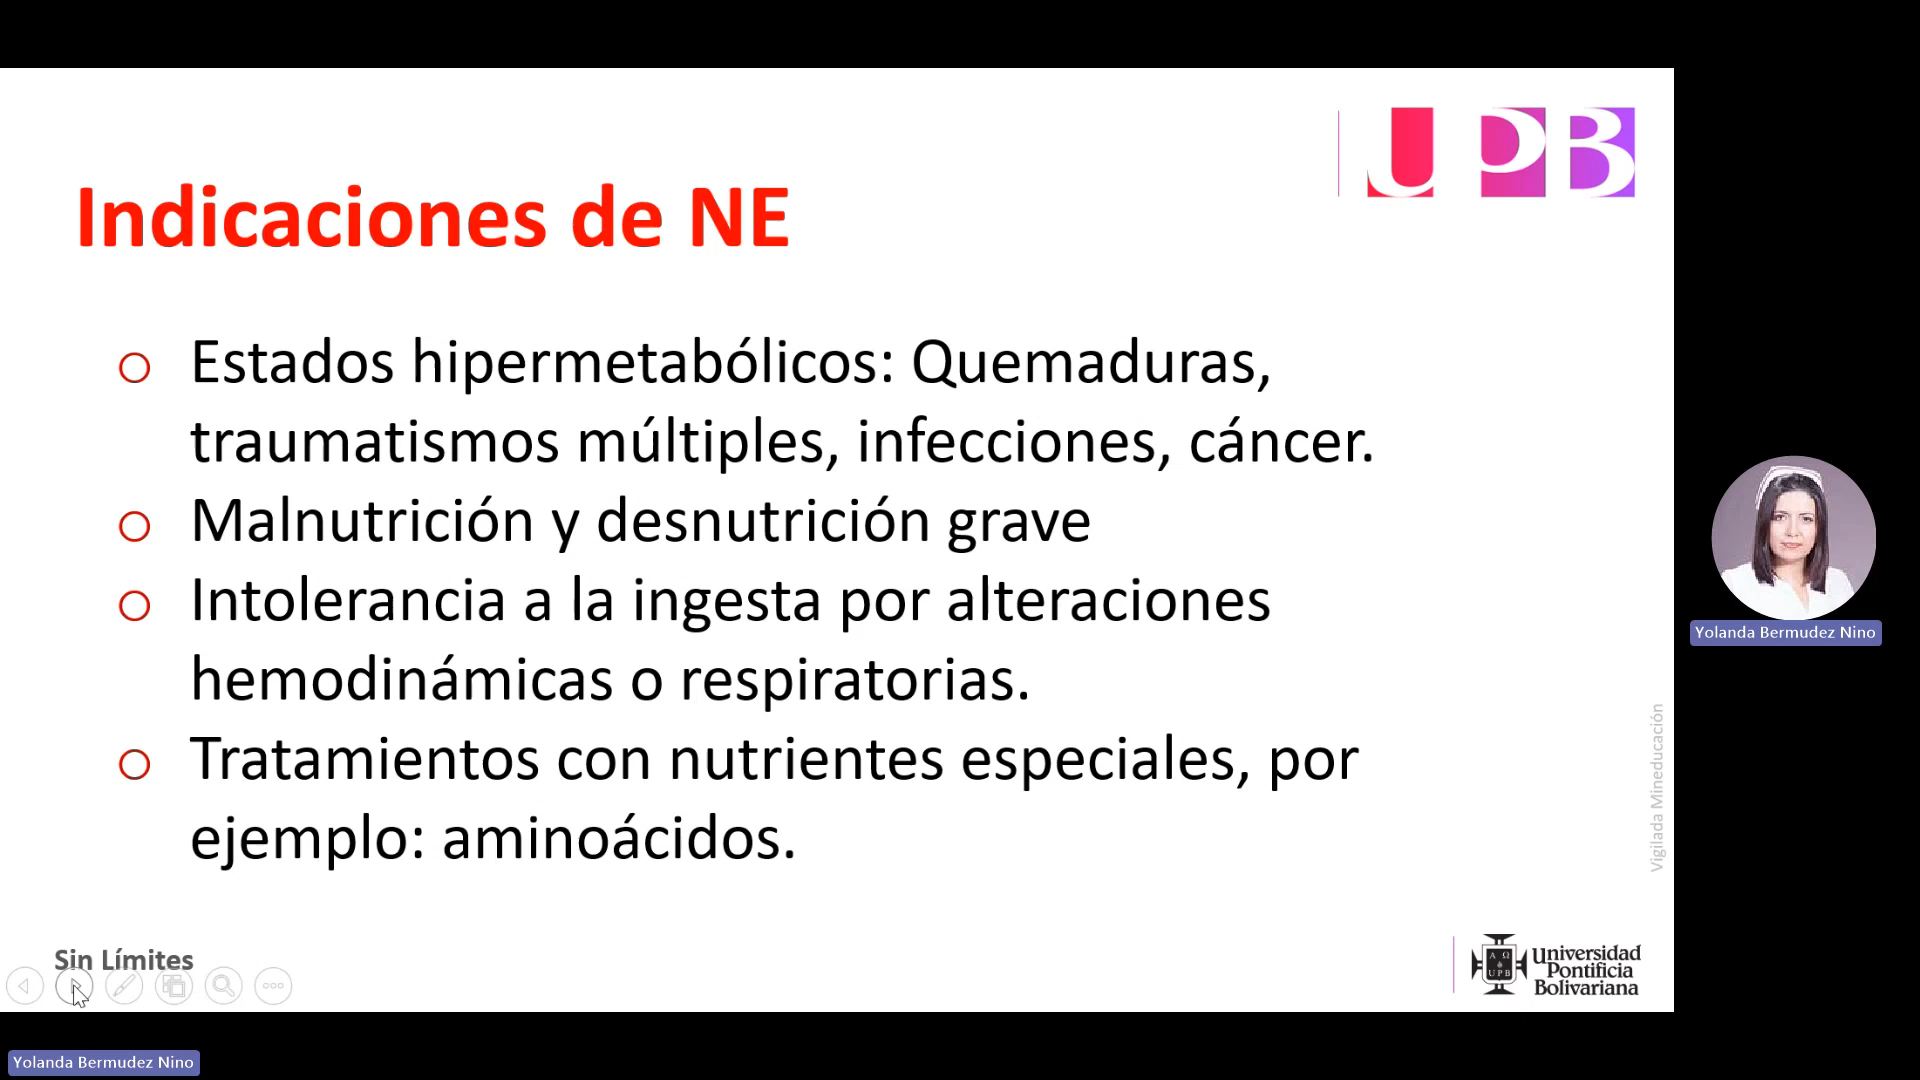 UPB
Indicaciones de NE
o Estados hipermetabólicos: Quemaduras,
traumatismos múltiples, infecciones, cáncer.
o Malnutrición y desnutrición grave
o Intolerancia a la ingesta por alteraciones
hemodinámicas o respiratorias.
o Tratamientos con nutrientes especiales, por
ejemplo: aminoácidos.
Yolanda Bermudez Nino
Vigilada Mineducación
Sin Límites
A Ω
UPB
Universidad
Pontificia
Bolivariana
Yolanda Bermudez Nino